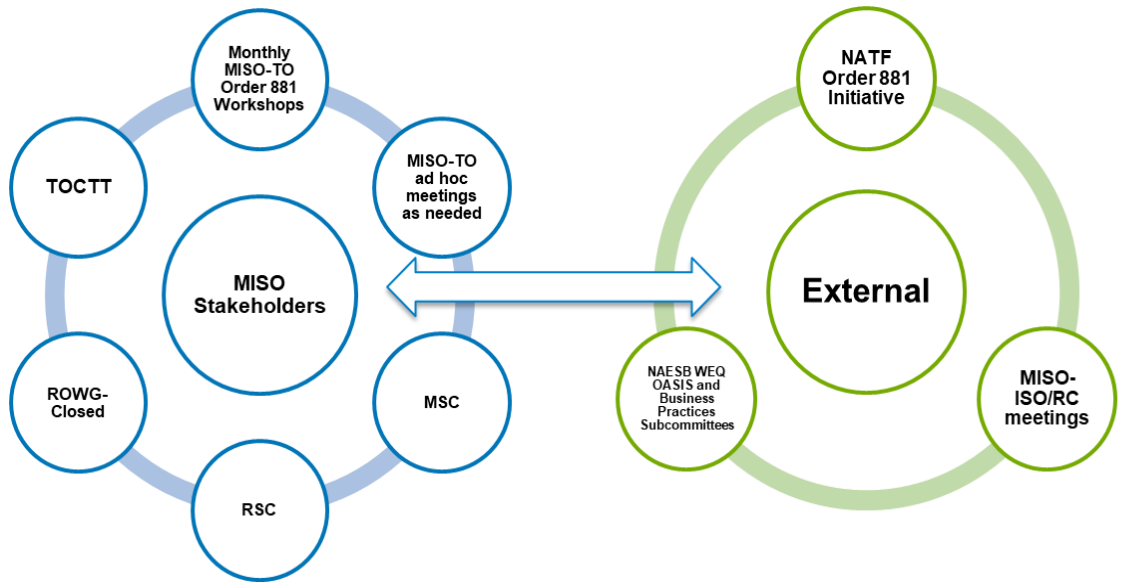 Monthly
MISO-TO
Order 881
Workshops
MISO-TO
ad hoc
meetings
as needed
MSC
RSC
ROWG-
Closed
TOCTT
MISO
Stakeholders
NATF
Order 881
Initiative
External
MISO-
ISO/RC
meetings
NAESB WEQ
OASIS and
Business
Practices
Subcommittees